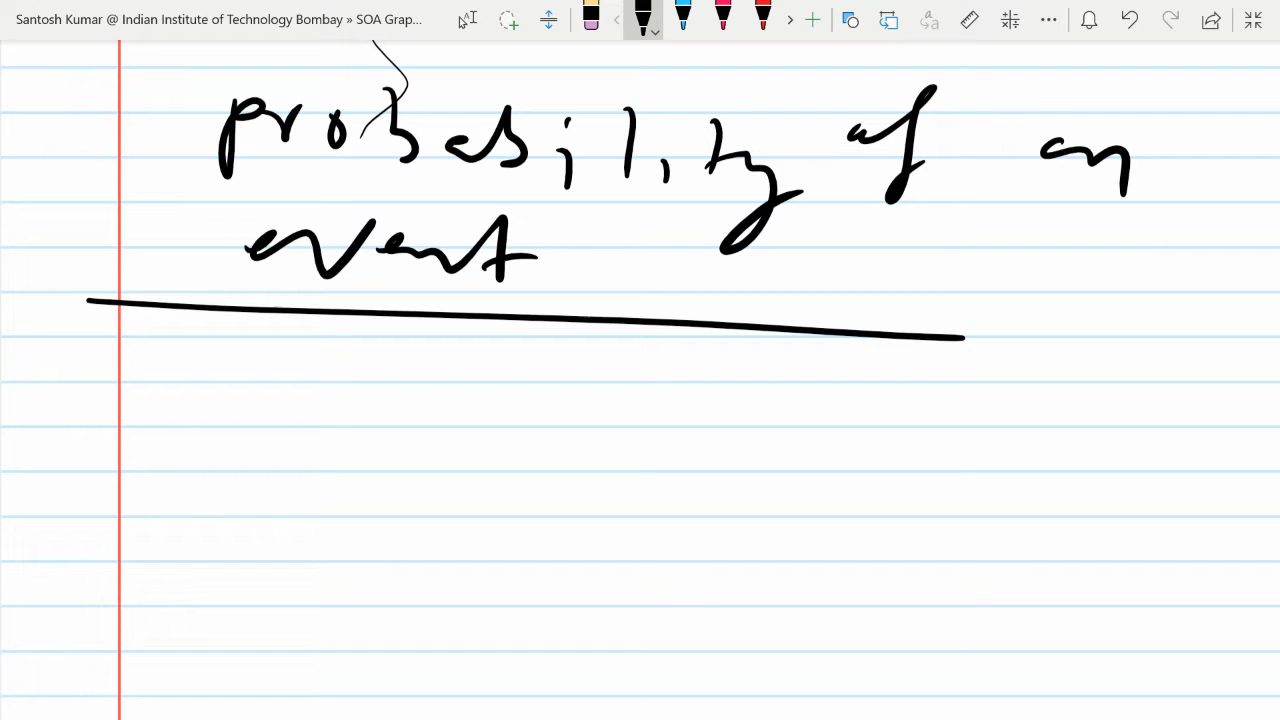 Santosh Kumar @ Indian Institute of Technology Bombay » SOA Grap...
probability of an
event